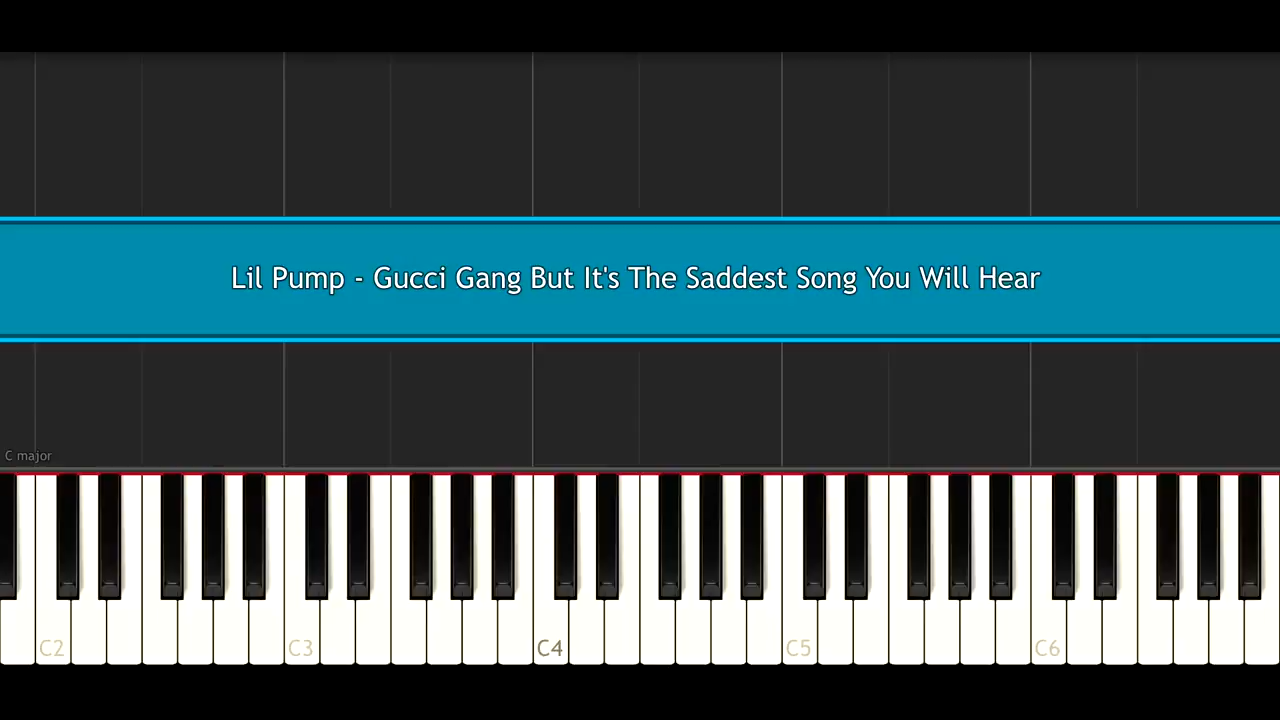 Lil Pump - Gucci Gang But It's The Saddest Song You Will Hear
C major
C2 C3 C4 C5 C6